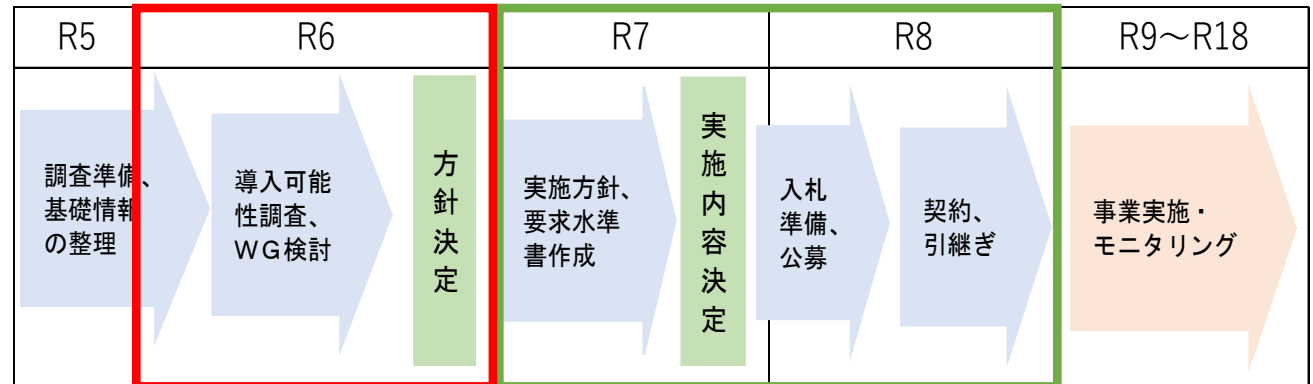 R5
R6
R7
R8
R9～R18
調査準備、
基礎情報
の整理
導入可能
性調査、
ＷＧ検討
方針決定
実施方針、
要求水準
書作成
実施内容決定
入札
準備、
公募
契約、
引継ぎ
事業実施・
モニタリング